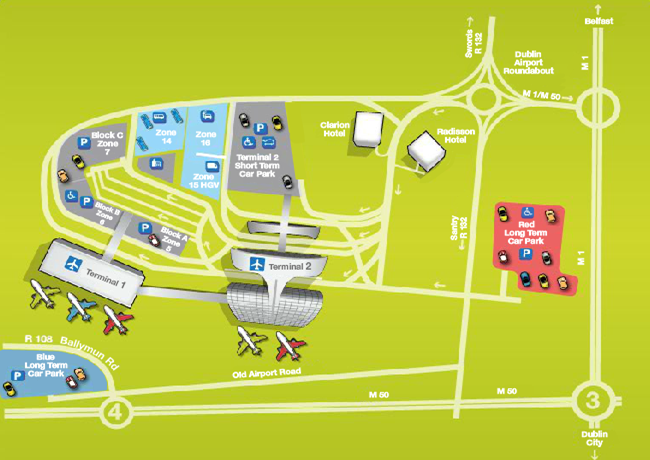 Belfast
Swords
R 132
M 1
Dublin
Airport
Roundabout
M 1/M 50
Clarion
Hotel
Radisson
Hotel
Block C
Zone
7
Zone
14
Zone
16
Zone
15 HGV
P
Terminal 2
Short Term
Car Park
P
P
Block B
Zone
6
P
Block A
Zone
5
Santry
R 132
Red
Long Term
Car Park
P
M 1
Terminal 1
Terminal 2
R 108 Ballymun Rd
Blue
Long Term
Car Park
P
Old Airport Road
M 50
M 50
4
3
Dublin
City